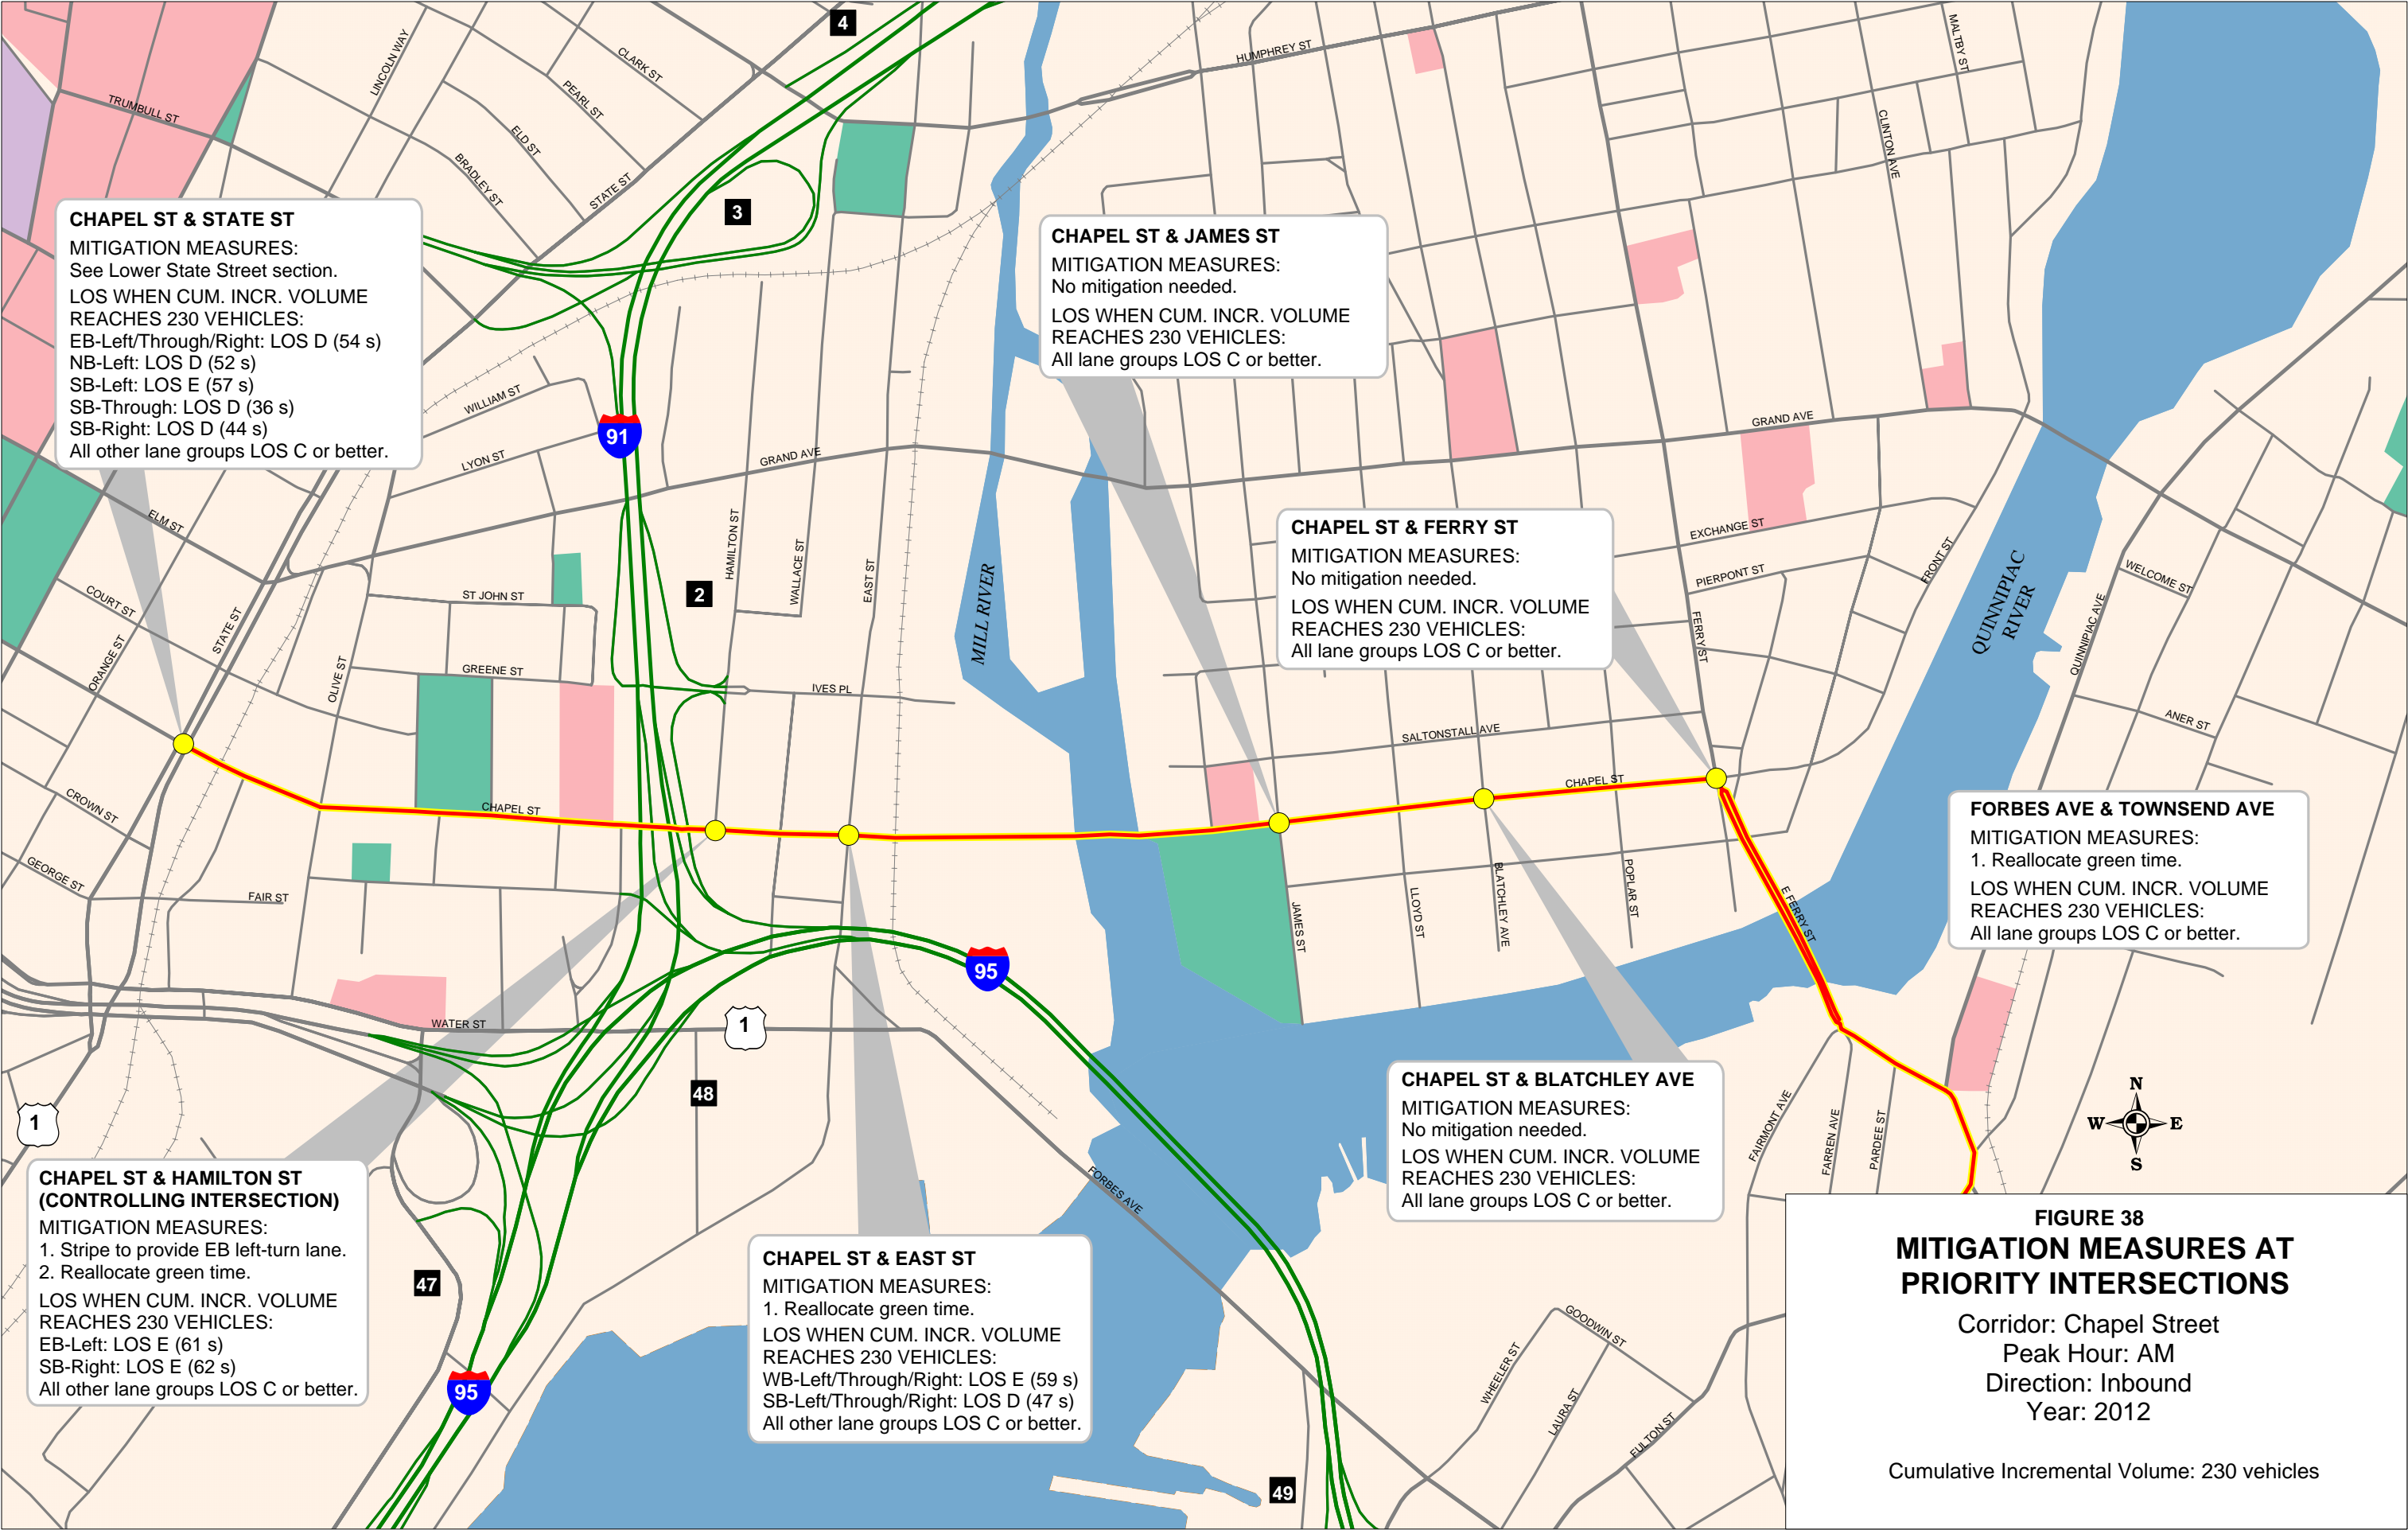 4
HUMPHREY ST
MALTBY ST
LINCOLN WAY
CLARK ST
PEARL ST
TRUMBULL ST
ELD ST
BRADLEY ST
STATE ST
CLINTON AVE
3
CHAPEL ST & STATE ST
MITIGATION MEASURES:
See Lower State Street section.
LOS WHEN CUM. INCR. VOLUME
REACHES 230 VEHICLES:
EB-Left/Through/Right: LOS D (54 s)
NB-Left: LOS D (52 s)
SB-Left: LOS E (57 s)
SB-Through: LOS D (36 s)
SB-Right: LOS D (44 s)
All other lane groups LOS C or better.
CHAPEL ST & JAMES ST
MITIGATION MEASURES:
No mitigation needed.
LOS WHEN CUM. INCR. VOLUME
REACHES 230 VEHICLES:
All lane groups LOS C or better.
WILLIAM ST
91
LYON ST
GRAND AVE
GRAND AVE
ELM ST
HAMILTON ST
WALLACE ST
EAST ST
MILL RIVER
CHAPEL ST & FERRY ST
MITIGATION MEASURES:
No mitigation needed.
LOS WHEN CUM. INCR. VOLUME
REACHES 230 VEHICLES:
All lane groups LOS C or better.
EXCHANGE ST
PIERPONT ST
FRONT ST
FERRY ST
QUINNIPIAC
RIVER
QUINNIPIAC AVE
WELCOME ST
ANER ST
COURT ST
ORANGE ST
STATE ST
OLIVE ST
ST JOHN ST
GREENE ST
2
IVES PL
SALTONSTALL AVE
CHAPEL ST
CHAPEL ST
CROWN ST
GEORGE ST
FAIR ST
JAMES ST
LLOYD ST
BLATCHLEY AVE
POPLAR ST
E FERRY ST
FORBES AVE & TOWNSEND AVE
MITIGATION MEASURES:
1. Reallocate green time.
LOS WHEN CUM. INCR. VOLUME
REACHES 230 VEHICLES:
All lane groups LOS C or better.
95
WATER ST
1
1
48
CHAPEL ST & BLATCHLEY AVE
MITIGATION MEASURES:
No mitigation needed.
LOS WHEN CUM. INCR. VOLUME
REACHES 230 VEHICLES:
All lane groups LOS C or better.
FAIRMONT AVE
FARREN AVE
PARDEE ST
N
W E
S
FORBES AVE
CHAPEL ST & HAMILTON ST
(CONTROLLING INTERSECTION)
MITIGATION MEASURES:
1. Stripe to provide EB left-turn lane.
2. Reallocate green time.
LOS WHEN CUM. INCR. VOLUME
REACHES 230 VEHICLES:
EB-Left: LOS E (61 s)
SB-Right: LOS E (62 s)
All other lane groups LOS C or better.
47
95
CHAPEL ST & EAST ST
MITIGATION MEASURES:
1. Reallocate green time.
LOS WHEN CUM. INCR. VOLUME
REACHES 230 VEHICLES:
WB-Left/Through/Right: LOS E (59 s)
SB-Left/Through/Right: LOS D (47 s)
All other lane groups LOS C or better.
49
WHEELER ST
GOODWIN ST
LAURA ST
FULTON ST
FIGURE 38
MITIGATION MEASURES AT
PRIORITY INTERSECTIONS
Corridor: Chapel Street
Peak Hour: AM
Direction: Inbound
Year: 2012
Cumulative Incremental Volume: 230 vehicles